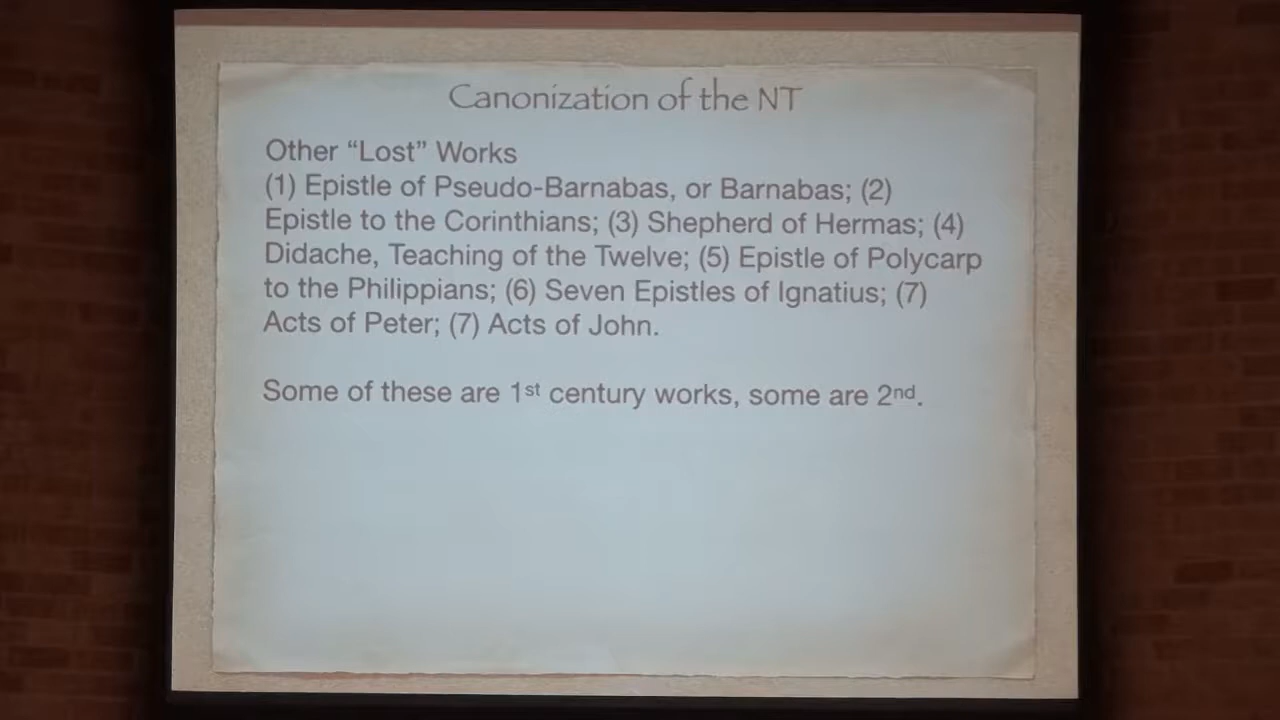 Canonization of the NT
Other “Lost” Works
(1) Epistle of Pseudo-Barnabas, or Barnabas; (2)
Epistle to the Corinthians; (3) Shepherd of Hermas; (4)
Didache, Teaching of the Twelve; (5) Epistle of Polycarp
to the Philippians; (6) Seven Epistles of Ignatius; (7)
Acts of Peter; (7) Acts of John.
Some of these are 1st century works, some are 2nd.